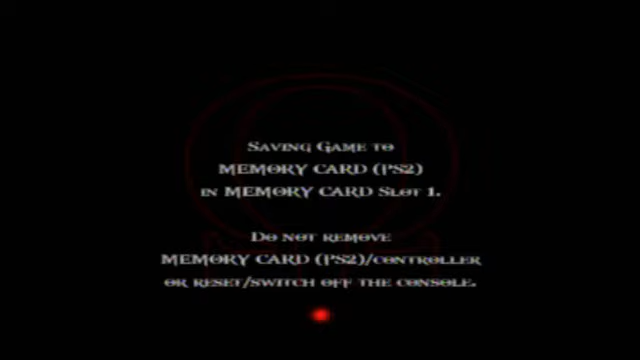 Saving Game to
MEMORY CARD (PS2)
in MEMORY CARD Slot 1.
Do not remove
MEMORY CARD (PS2)/controller
or reset/switch off the console.